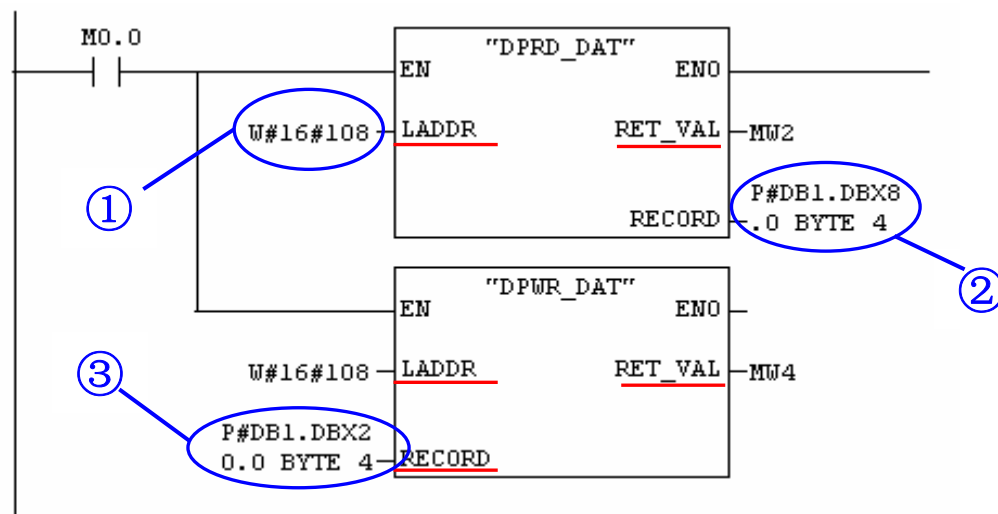 M0.0
"DPRD_DAT"
EN
ENO
①
W#16#108
LADDR
RET_VAL
MW2
P#DB1.DBX8
RECORD
.0 BYTE 4
②
"DPWR_DAT"
EN
ENO
③
W#16#108
LADDR
RET_VAL
MW4
P#DB1.DBX2
0.0 BYTE 4
RECORD